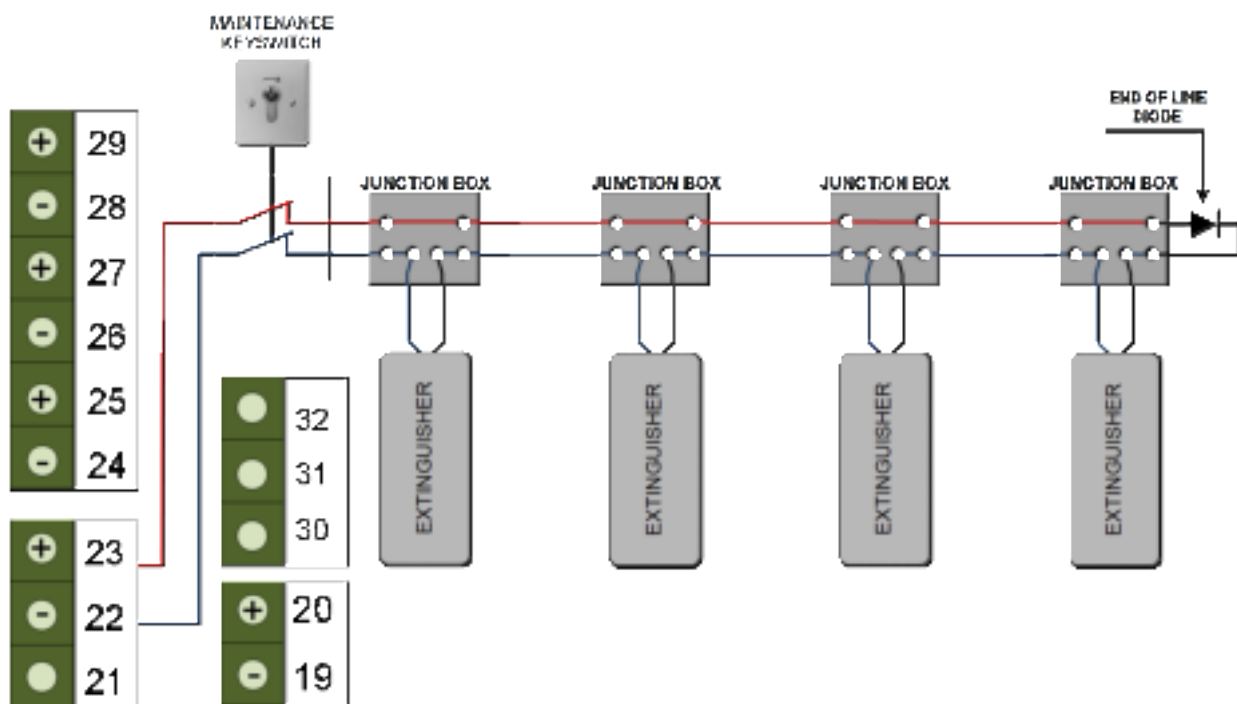 MAINTENANCE
KEYSWITCH
END OF LINE
DIODE
JUNCTION BOX
JUNCTION BOX
JUNCTION BOX
JUNCTION BOX
+ 29
- 28
+ 27
- 26
+ 25
- 24
+ 23
- 22
21
32
31
30
+ 20
- 19
EXTINGUISHER
EXTINGUISHER
EXTINGUISHER
EXTINGUISHER